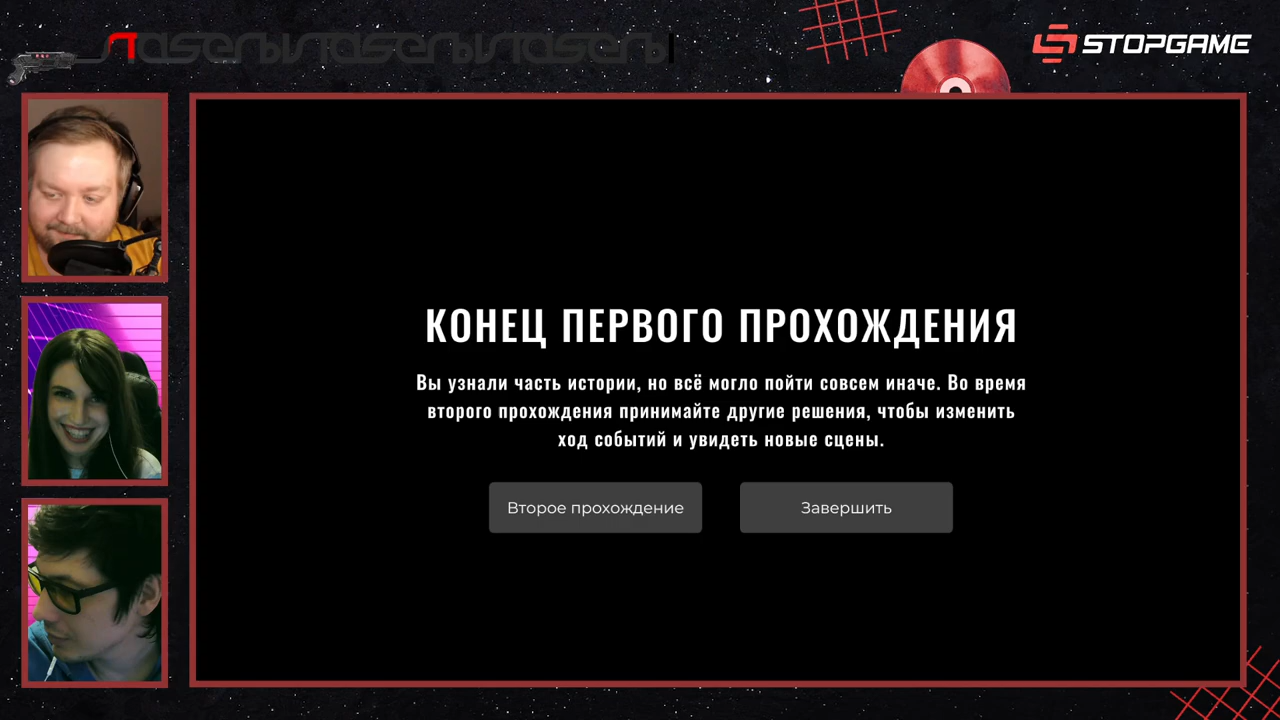 STOPGAME
КОНЕЦ ПЕРВОГО ПРОХОЖДЕНИЯ
Вы узнали часть истории, но всё могло пойти совсем иначе. Во время
второго прохождения принимайте другие решения, чтобы изменить
ход событий и увидеть новые сцены.
Второе прохождение
Завершить